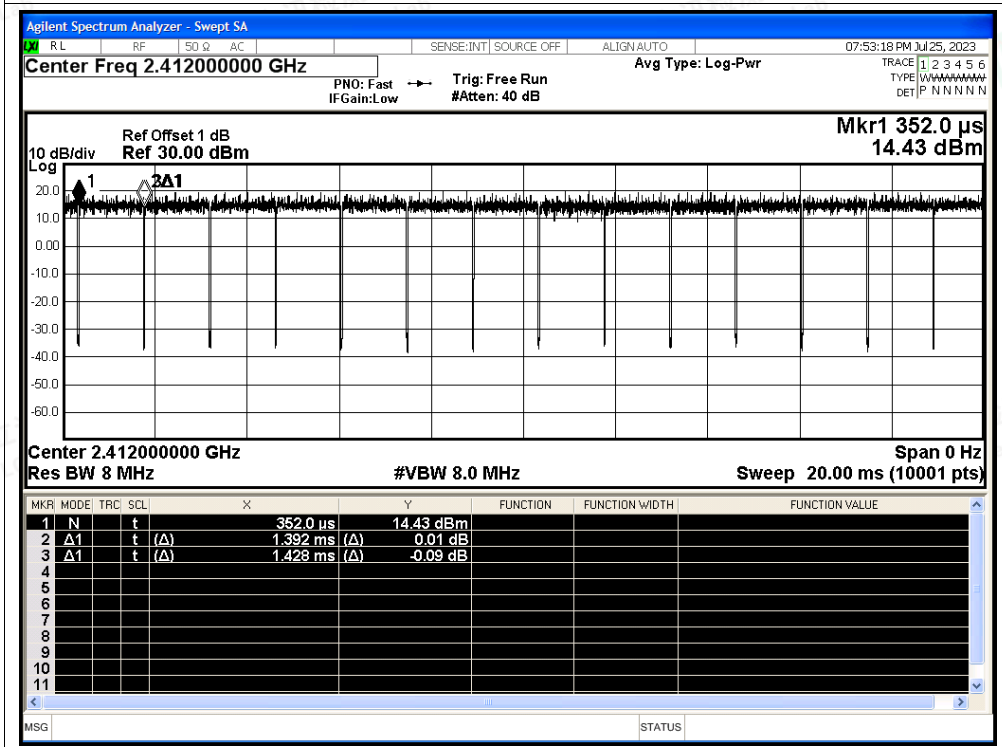 Agilent Spectrum Analyzer - Swept SA
LXI RL RF 50 Ω AC SENSE:INT SOURCE OFF ALIGN AUTO 07:53:18 PM Jul 25, 2023
Center Freq 2.412000000 GHz Avg Type: Log-Pwr TRACE 1 2 3 4 5 6
PNO: Fast Trig: Free Run TYPE WWWWWW
IFGain:Low #Atten: 40 dB DET P N N N N N
Mkr1 352.0 µs
Ref Offset 1 dB
10 dB/div Ref 30.00 dBm 14.43 dBm
Log
1 3Δ1
20.0
10.0
0.00
-10.0
-20.0
-30.0
-40.0
-50.0
-60.0
Center 2.412000000 GHz Span 0 Hz
Res BW 8 MHz #VBW 8.0 MHz Sweep 20.00 ms (10001 pts)
MKR MODE TRC SCL X Y FUNCTION FUNCTION WIDTH FUNCTION VALUE
1 N t 352.0 µs 14.43 dBm
2 Δ1 t (Δ) 1.392 ms (Δ) 0.01 dB
3 Δ1 t (Δ) 1.428 ms (Δ) -0.09 dB
4
5
6
7
8
9
10
11
MSG STATUS